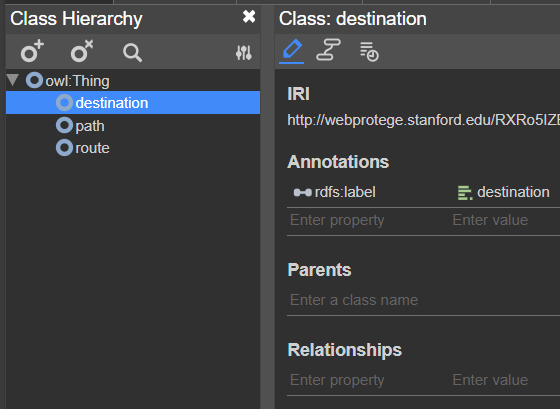 Class Hierarchy
owl:Thing
destination
path
route
Class: destination
IRI
http://webprotege.stanford.edu/RXRo5IZ
Annotations
rdfs:label destination
Enter property Enter value
Parents
Enter a class name
Relationships
Enter property Enter value